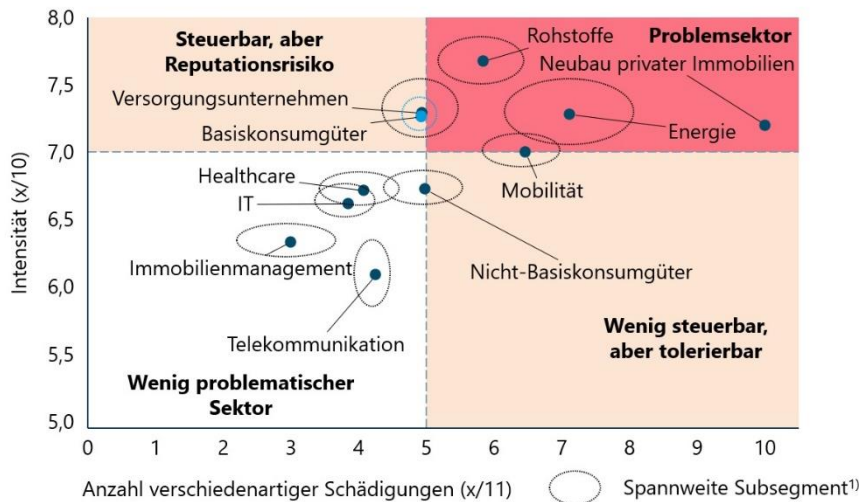 8,0
7,5
7,0
6,5
6,0
5,5
5,0
Intensität (x/10)
Steuerbar, aber
Reputationsrisiko
Versorgungsunternehmen
Basiskonsumgüter
Rohstoffe
Problemsektor
Neubau privater Immobilien
Energie
Mobilität
Healthcare
IT
Immobilienmanagement
Nicht-Basiskonsumgüter
Telekommunikation
Wenig problematischer
Sektor
Wenig steuerbar,
aber tolerierbar
0 1 2 3 4 5 6 7 8 9 10
Anzahl verschiedenartiger Schädigungen (x/11)
Spannweite Subsegment¹⁾